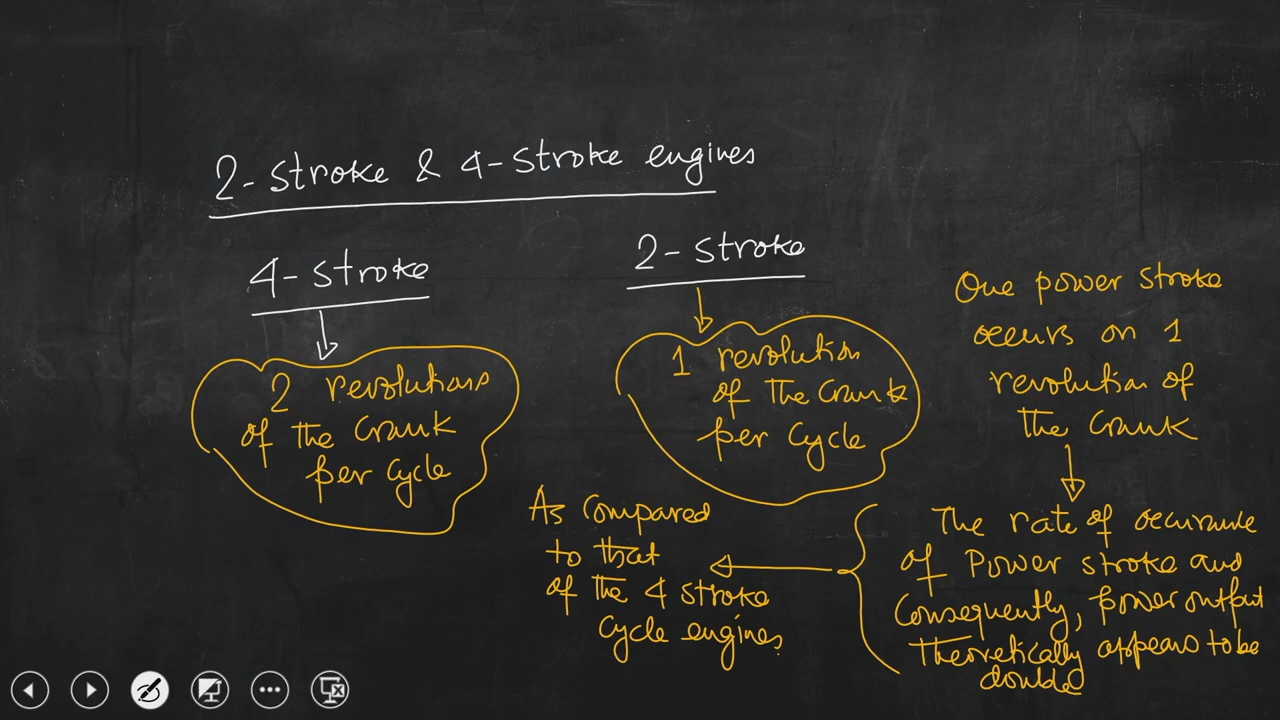 2-stroke & 4-stroke engines
4-stroke
2 revolutions
of the crank
per cycle
2-stroke
1 revolution
of the crank
per cycle
One power stroke
occurs on 1
revolution of
the crank
The rate of occurance
of Power stroke and
Consequently, power output
Theoretically appears to be
double
As compared
to that
of the 4 stroke
cycle engines.